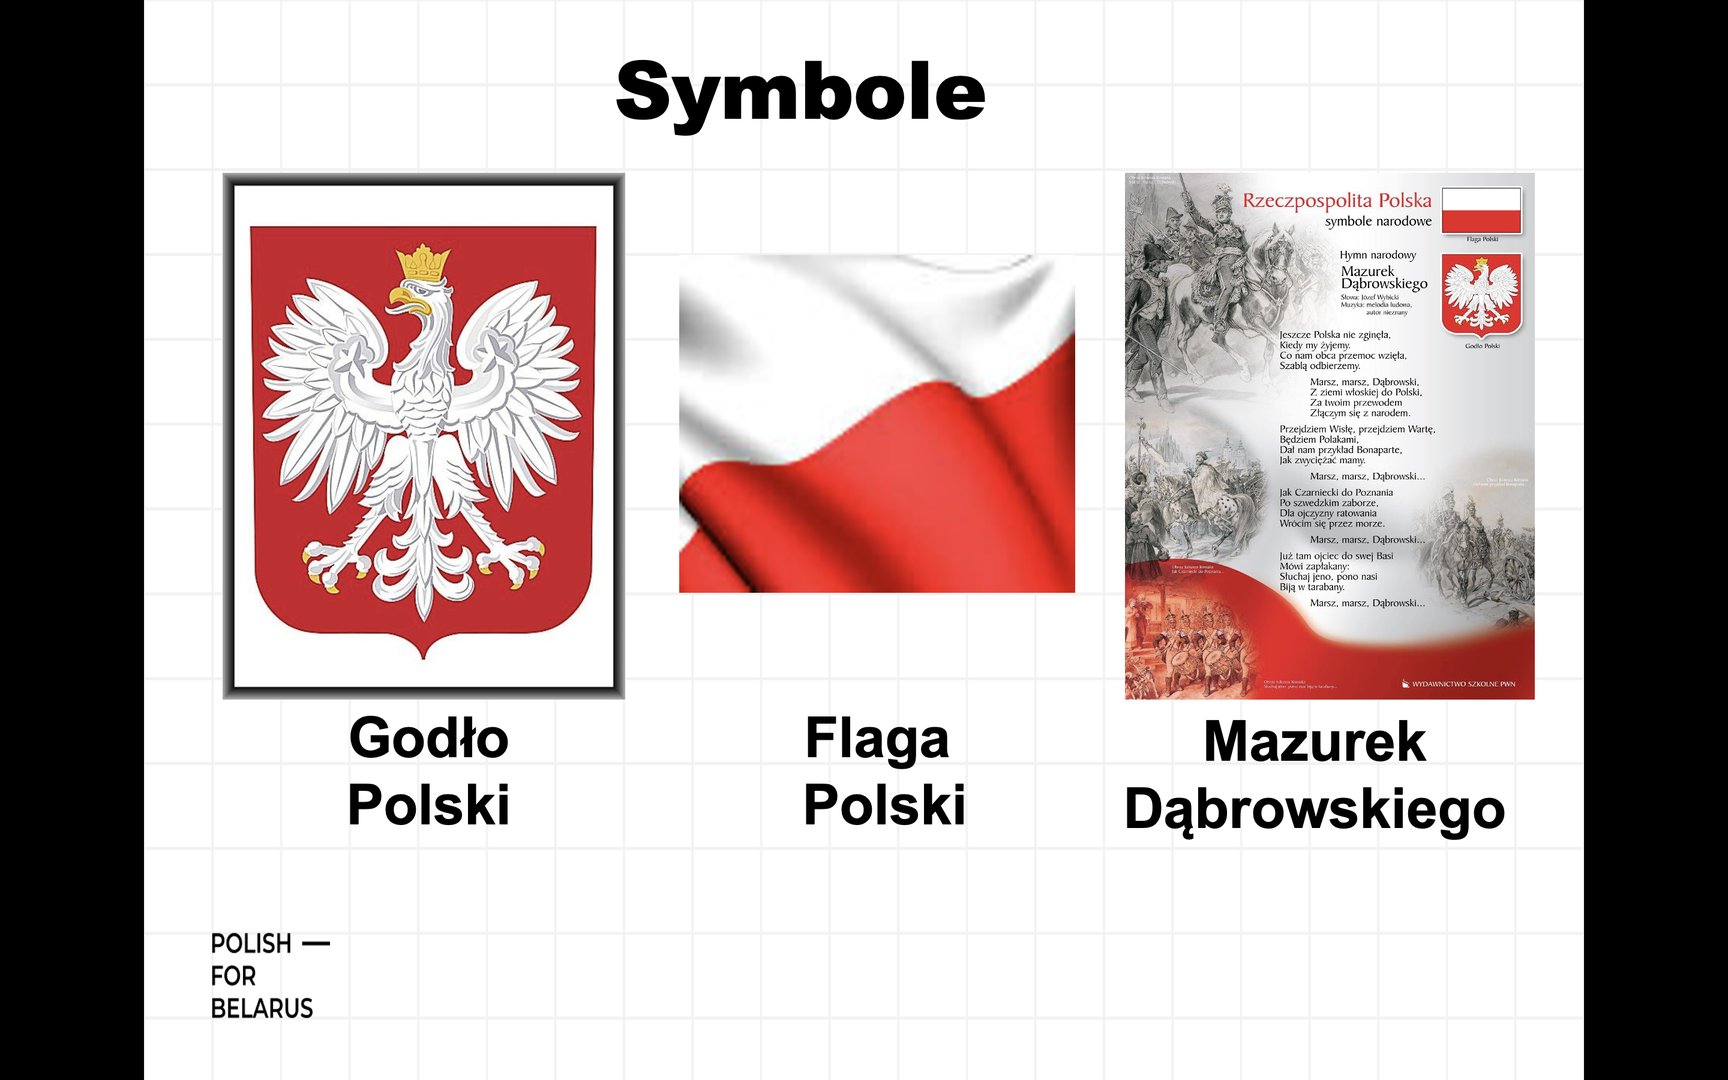 Symbole
Godło
Polski
Flaga
Polski
Rzeczpospolita Polska
symbole narodowe
Flaga Polski
Godło Polski
Hymn narodowy
Mazurek
Dąbrowskiego
Słowa: Józef Wybicki
Muzyka: melodia ludowa,
autor nieznany
Jeszcze Polska nie zginęła,
Kiedy my żyjemy.
Co nam obca przemoc wzięła,
Szablą odbierzemy.
Marsz, marsz, Dąbrowski,
Z ziemi włoskiej do Polski,
Za twoim przewodem
Złączym się z narodem.
Przejdziem Wisłę, przejdziem Wartę,
Będziem Polakami,
Dał nam przykład Bonaparte,
Jak zwyciężać mamy.
Marsz, marsz, Dąbrowski...
Jak Czarniecki do Poznania
Po szwedzkim zaborze,
Dla ojczyzny ratowania
Wrócim się przez morze.
Marsz, marsz, Dąbrowski...
Już tam ojciec do swej Basi
Mówi zapłakany:
Słuchaj jeno, pono nasi
Biją w tarabany.
Marsz, marsz, Dąbrowski...
WYDAWNICTWO SZKOLNE PWN
Mazurek
Dąbrowskiego
POLISH —
FOR
BELARUS